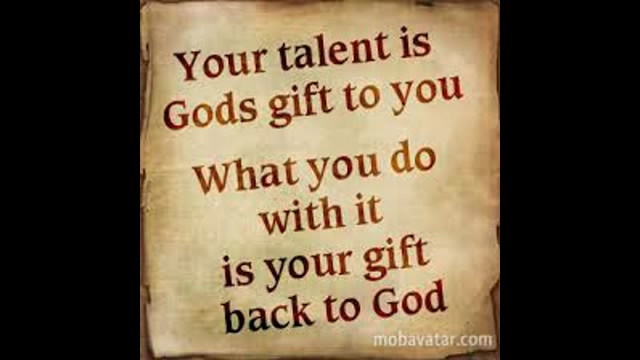 Your talent is
Gods gift to you
What you do
with it
is your gift
back to God
mobavatar.com